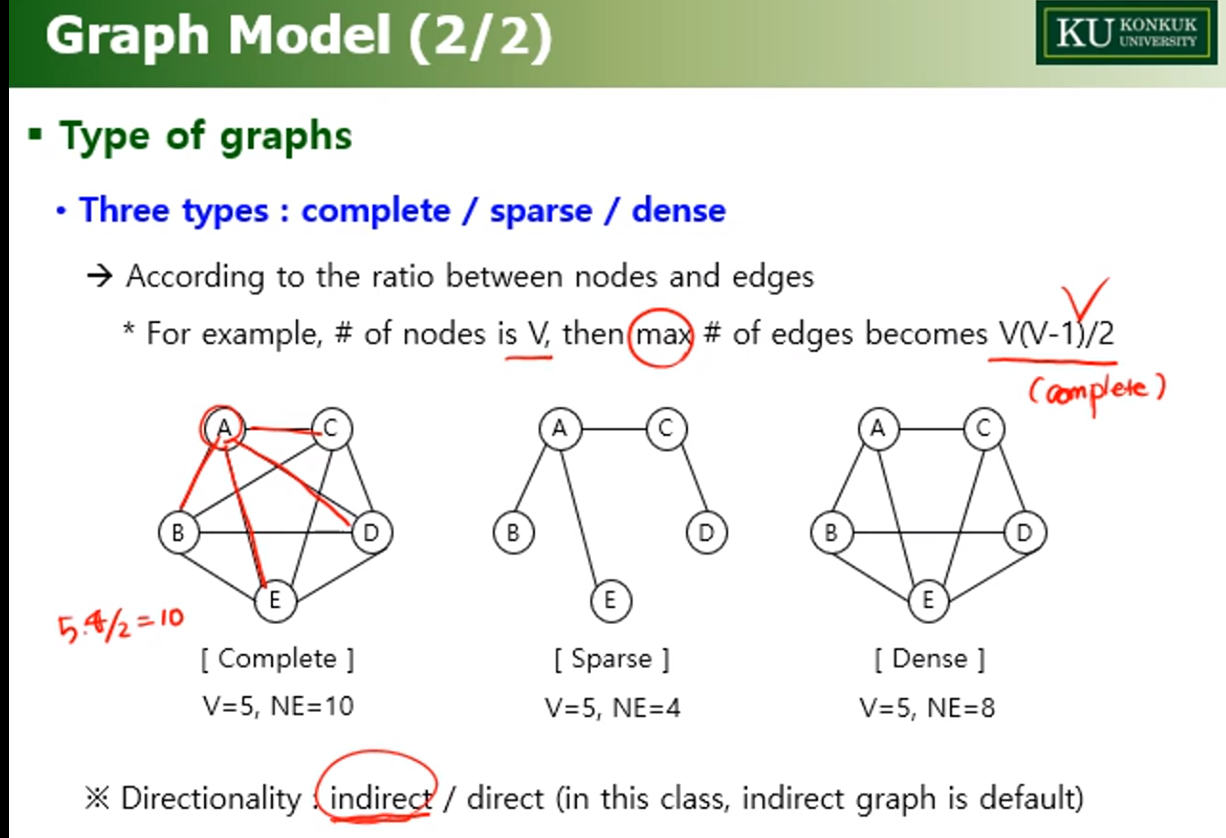 Graph Model (2/2)
KU KONKUK
UNIVERSITY
▪ Type of graphs
• Three types : complete / sparse / dense
→ According to the ratio between nodes and edges
* For example, # of nodes is V, then max # of edges becomes V(V-1)/2
(complete)
A C B D E
A C B D E
A C B D E
5·4/2=10
[ Complete ] [ Sparse ] [ Dense ]
V=5, NE=10 V=5, NE=4 V=5, NE=8
※ Directionality : indirect / direct (in this class, indirect graph is default)